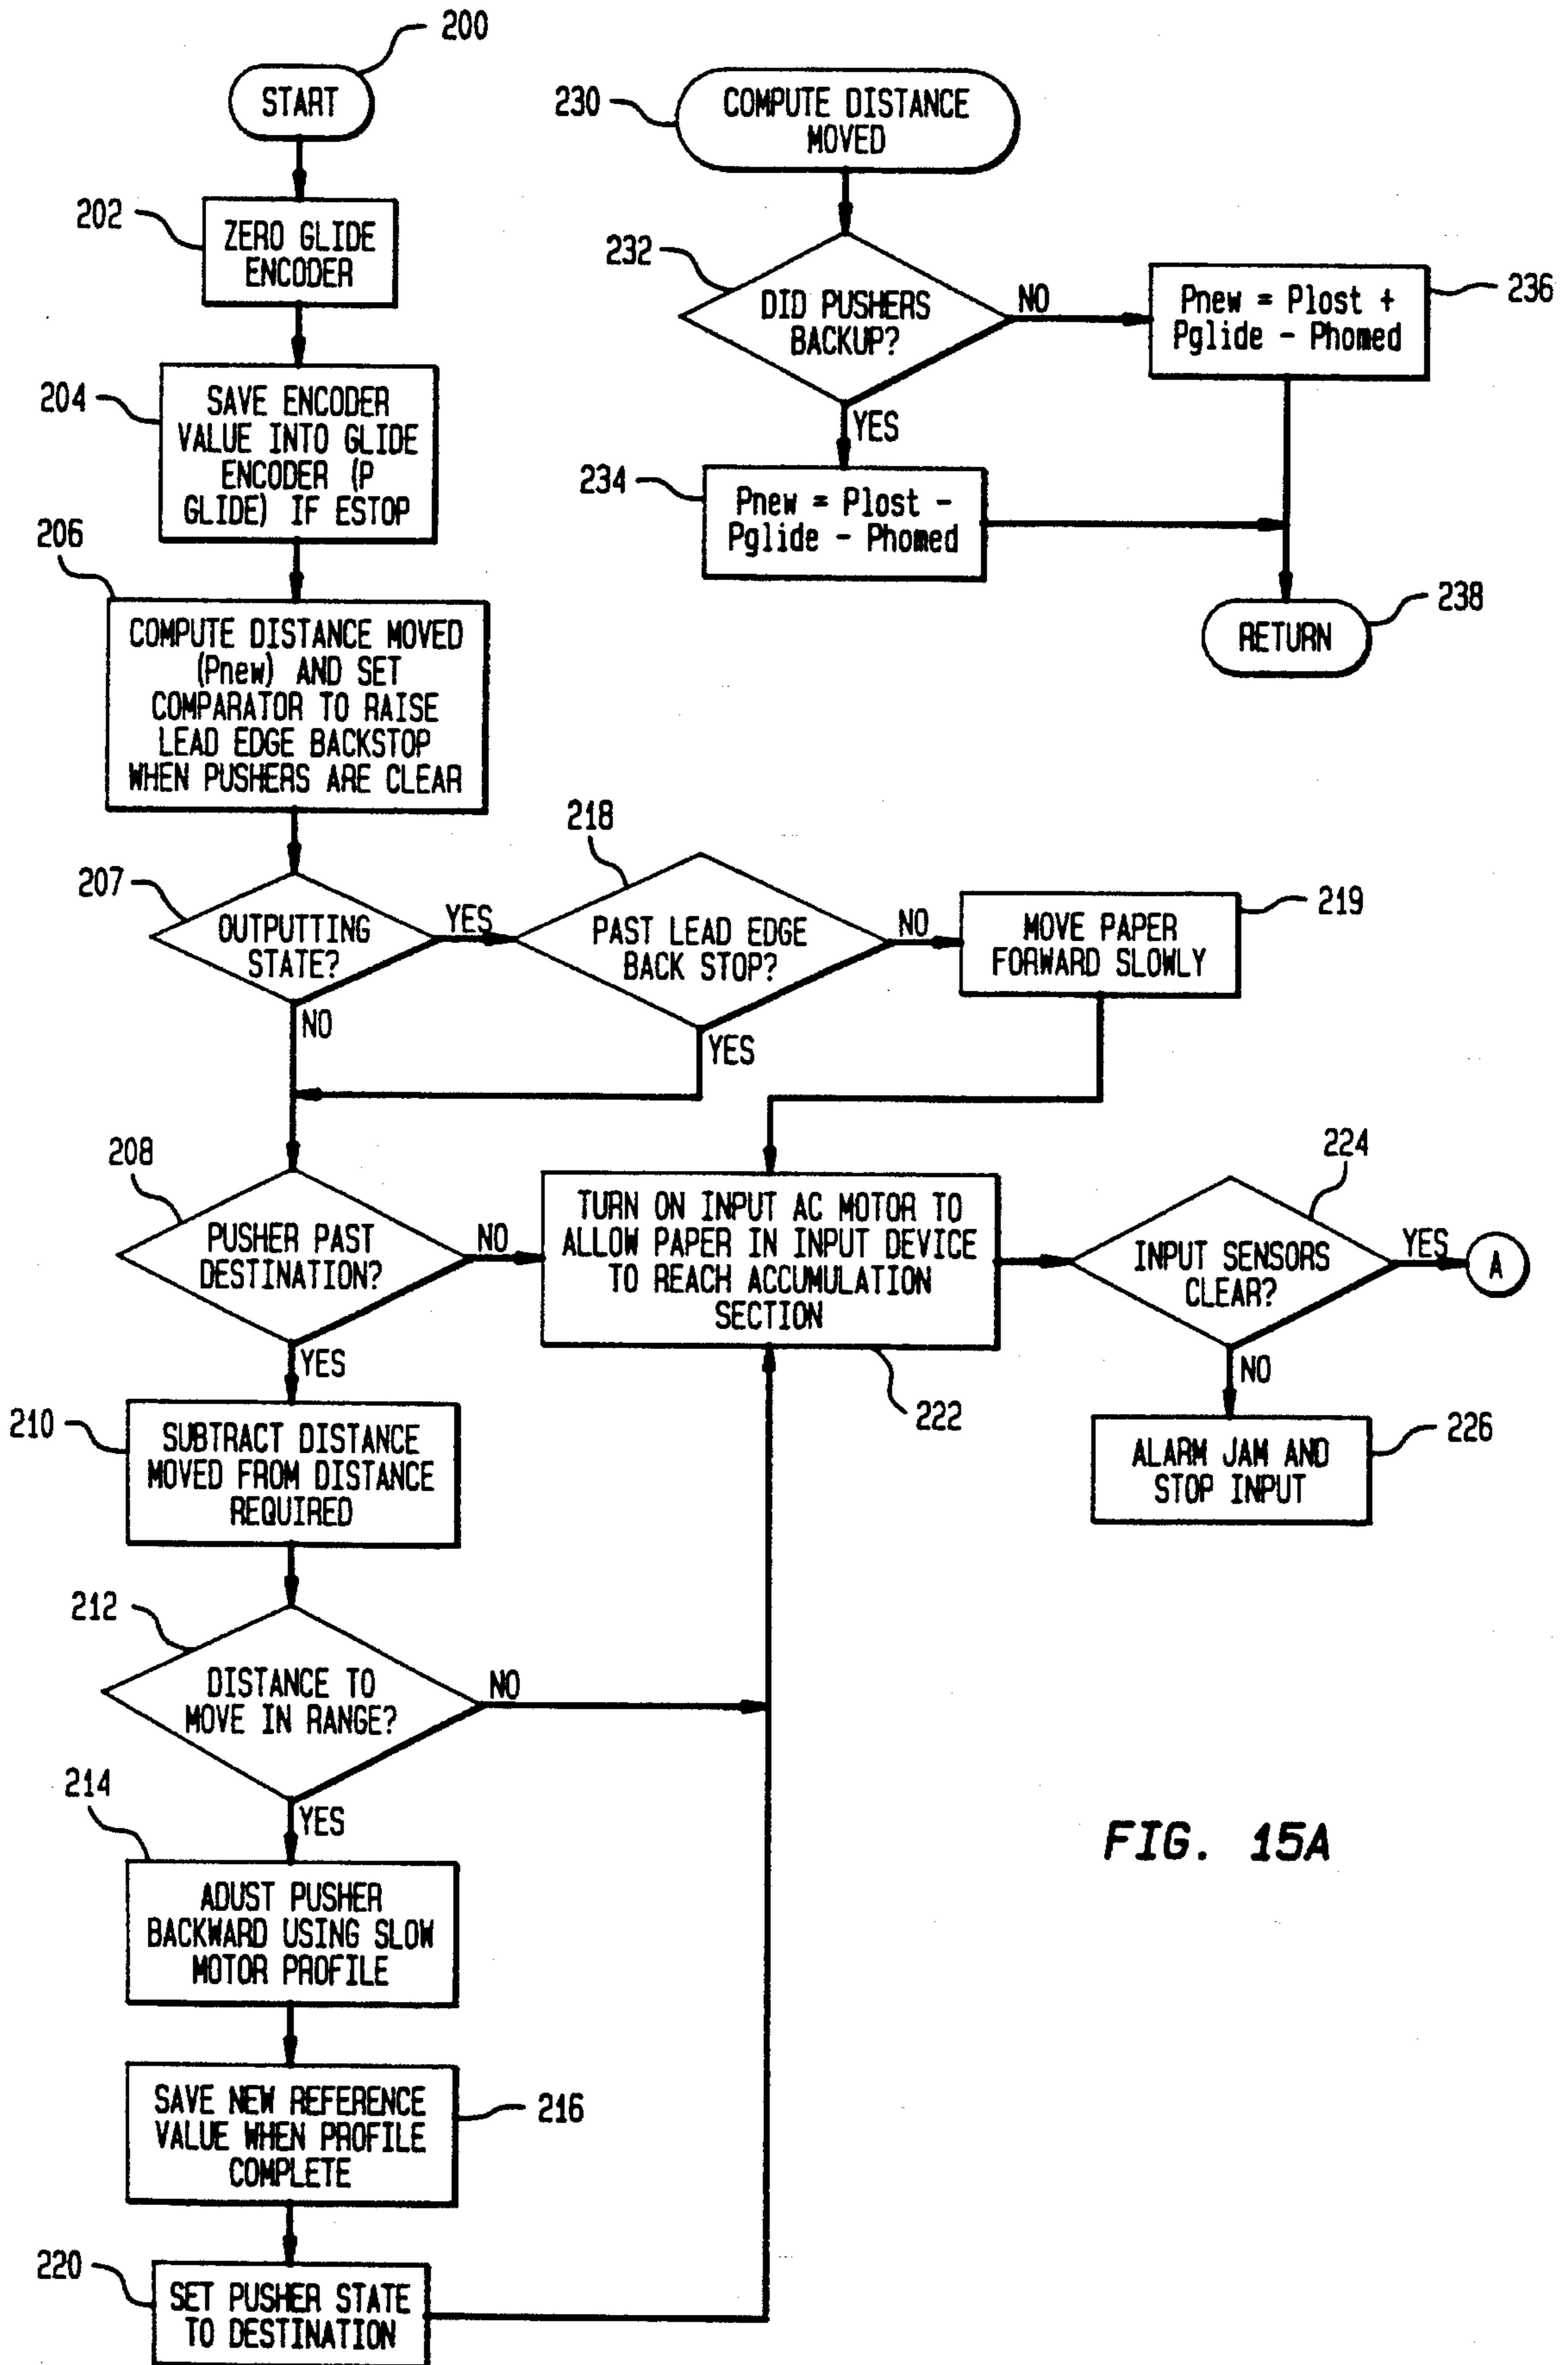 200
START
202
ZERO GLIDE
ENCODER
204
SAVE ENCODER
VALUE INTO GLIDE
ENCODER (P
GLIDE) IF ESTOP
206
COMPUTE DISTANCE MOVED
(Pnew) AND SET
COMPARATOR TO RAISE
LEAD EDGE BACKSTOP
WHEN PUSHERS ARE CLEAR
207
OUTPUTTING
STATE?
YES
NO
218
PAST LEAD EDGE
BACK STOP?
NO
YES
219
MOVE PAPER
FORWARD SLOWLY
208
PUSHER PAST
DESTINATION?
NO
YES
TURN ON INPUT AC MOTOR TO
ALLOW PAPER IN INPUT DEVICE
TO REACH ACCUMULATION
SECTION
222
224
INPUT SENSORS
CLEAR?
YES
A
NO
ALARM JAM AND
STOP INPUT
226
210
SUBTRACT DISTANCE
MOVED FROM DISTANCE
REQUIRED
212
DISTANCE TO
MOVE IN RANGE?
NO
YES
214
ADUST PUSHER
BACKWARD USING SLOW
MOTOR PROFILE
SAVE NEW REFERENCE
VALUE WHEN PROFILE
COMPLETE
216
220
SET PUSHER STATE
TO DESTINATION
230
COMPUTE DISTANCE
MOVED
232
DID PUSHERS
BACKUP?
NO
YES
Pnew = Plost +
Pglide - Phomed
236
234
Pnew = Plost -
Pglide - Phomed
238
RETURN
FIG. 15A